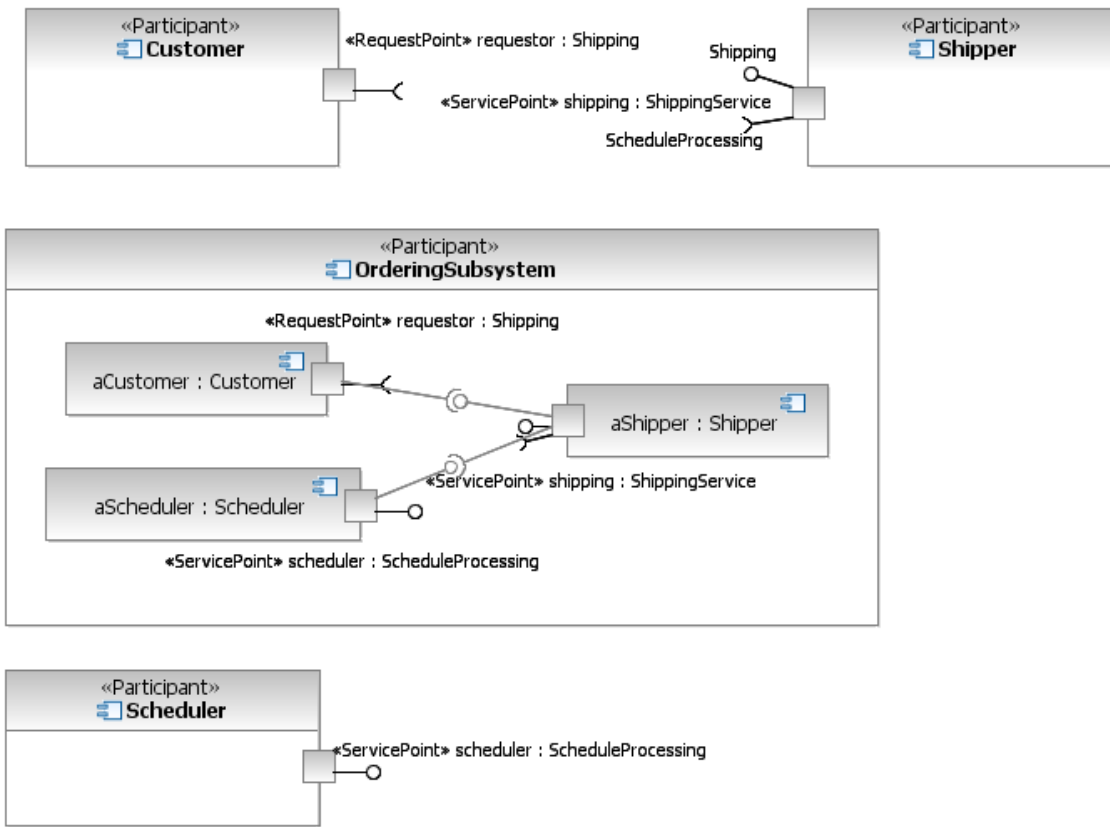 «Participant»
Customer
«RequestPoint» requestor : Shipping
Shipping
«ServicePoint» shipping : ShippingService
ScheduleProcessing
«Participant»
Shipper
«Participant»
OrderingSubsystem
«RequestPoint» requestor : Shipping
aCustomer : Customer
aShipper : Shipper
«ServicePoint» shipping : ShippingService
aScheduler : Scheduler
«ServicePoint» scheduler : ScheduleProcessing
«Participant»
Scheduler
«ServicePoint» scheduler : ScheduleProcessing